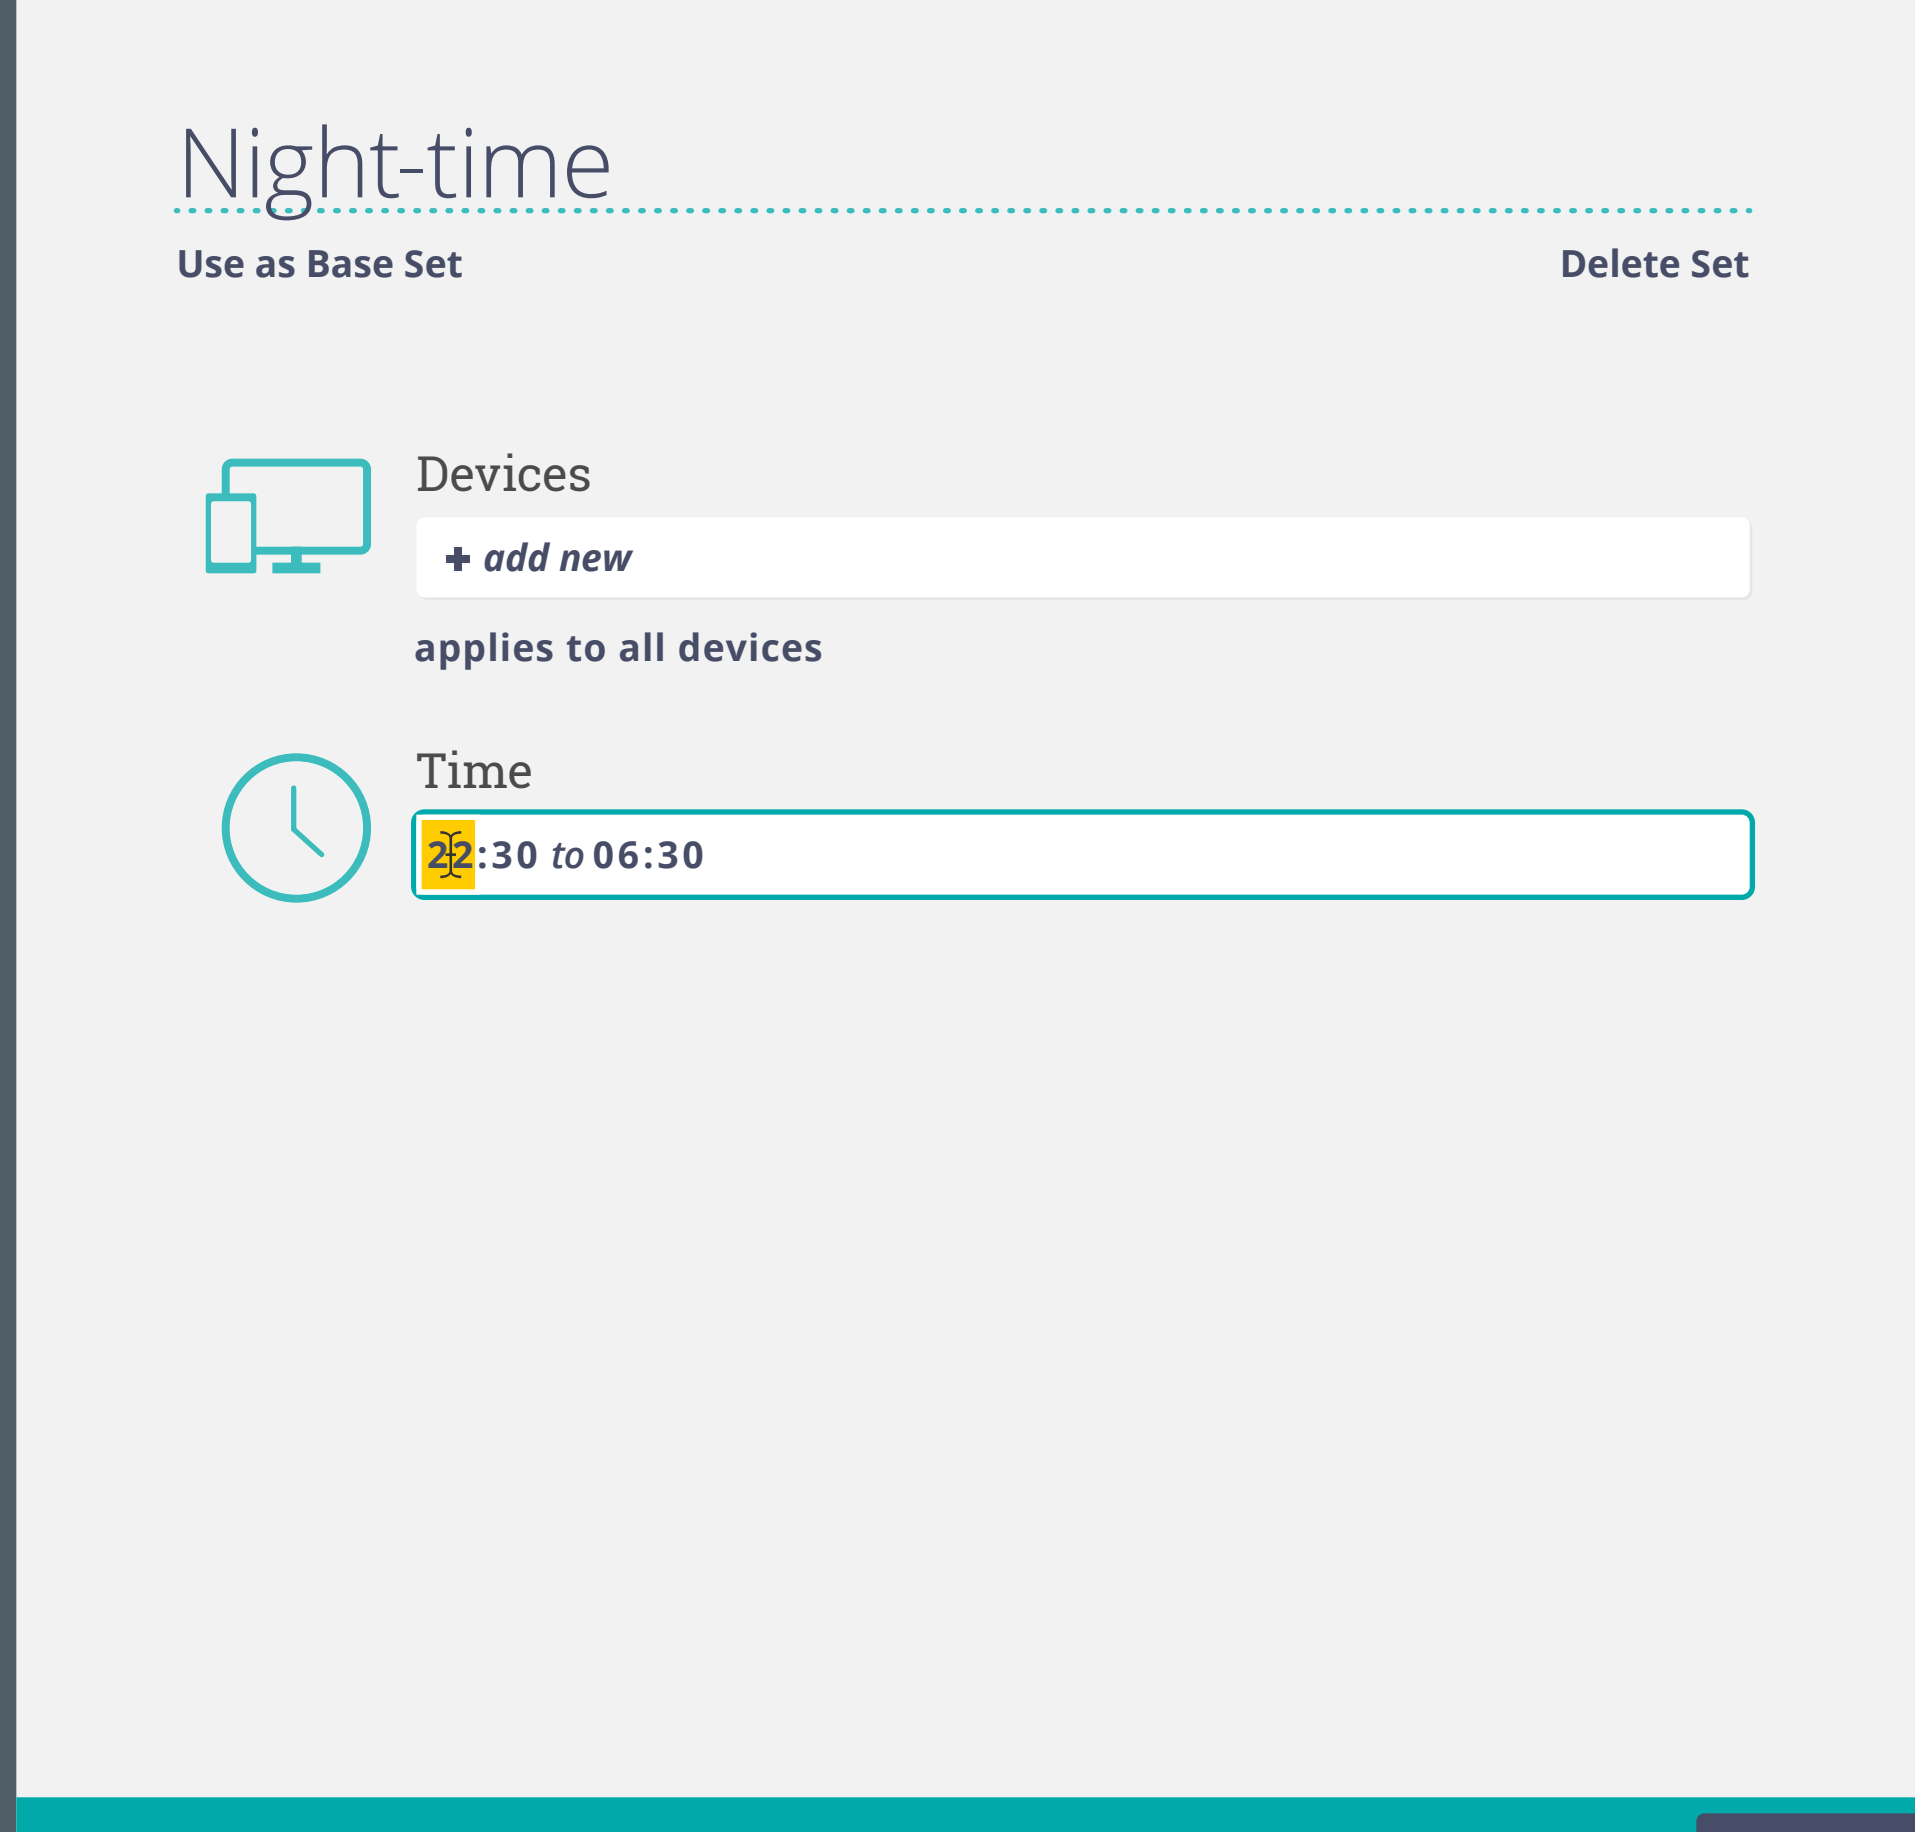 Night-time
Use as Base Set
Delete Set
Devices
add new
applies to all devices
Time
22:30 to 06:30